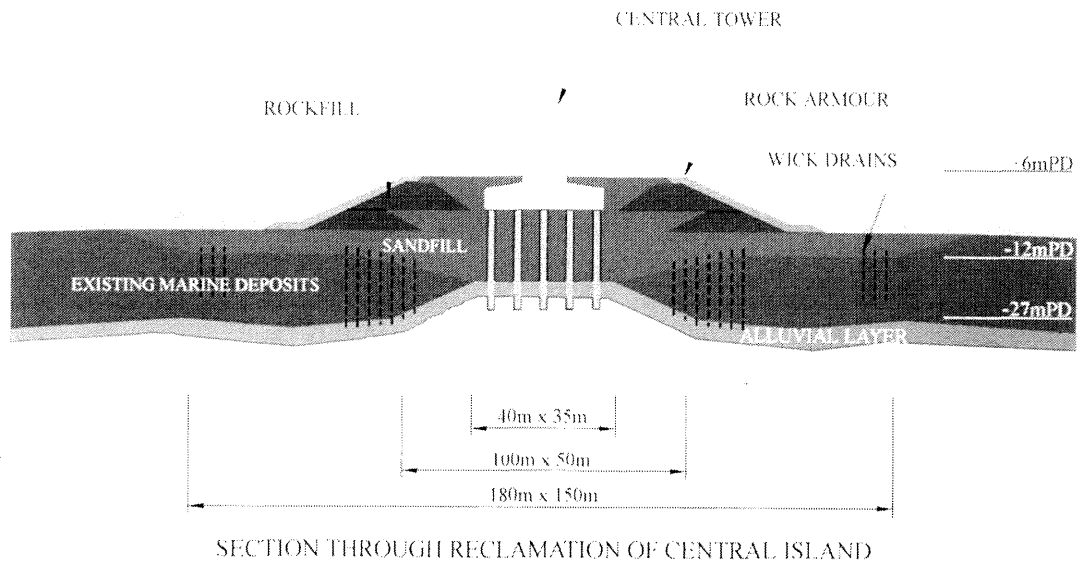 CENTRAL TOWER
ROCKFILL
ROCK ARMOUR
WICK DRAINS
6mPD
SANDFILL
-12mPD
EXISTING MARINE DEPOSITS
-27mPD
ALLUVIAL LAYER
40m x 35m
100m x 50m
180m x 150m
SECTION THROUGH RECLAMATION OF CENTRAL ISLAND